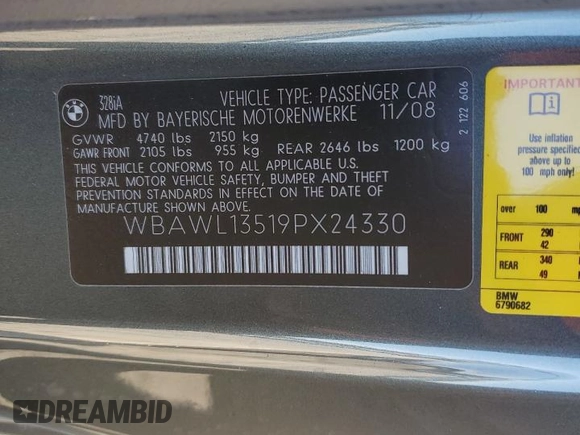 BMW
328iA
VEHICLE TYPE: PASSENGER CAR
MFD BY BAYERISCHE MOTORENWERKE 11/08
GVWR 4740 lbs 2150 kg
GAWR FRONT 2105 lbs 955 kg REAR 2646 lbs 1200 kg
THIS VEHICLE CONFORMS TO ALL APPLICABLE U.S.
FEDERAL MOTOR VEHICLE SAFETY, BUMPER AND THEFT
PREVENTION STANDARDS IN EFFECT ON THE DATE OF
MANUFACTURE SHOWN ABOVE.
WBAWL13519PX24330
2 122 606
IMPORTANT
Use inflation
pressure specified
above up to
100 mph only!
over 100 mp
FRONT 290
42
REAR 340
49
BMW
6790682
DREAMBID